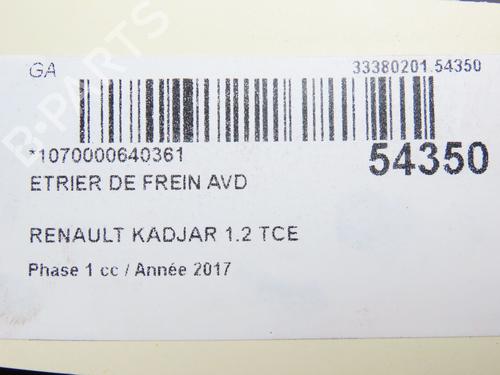 GA 33380201 54350
*1070000640361 54350
ETRIER DE FREIN AVD
RENAULT KADJAR 1.2 TCE
Phase 1 cc / Année 2017
B-PARTS